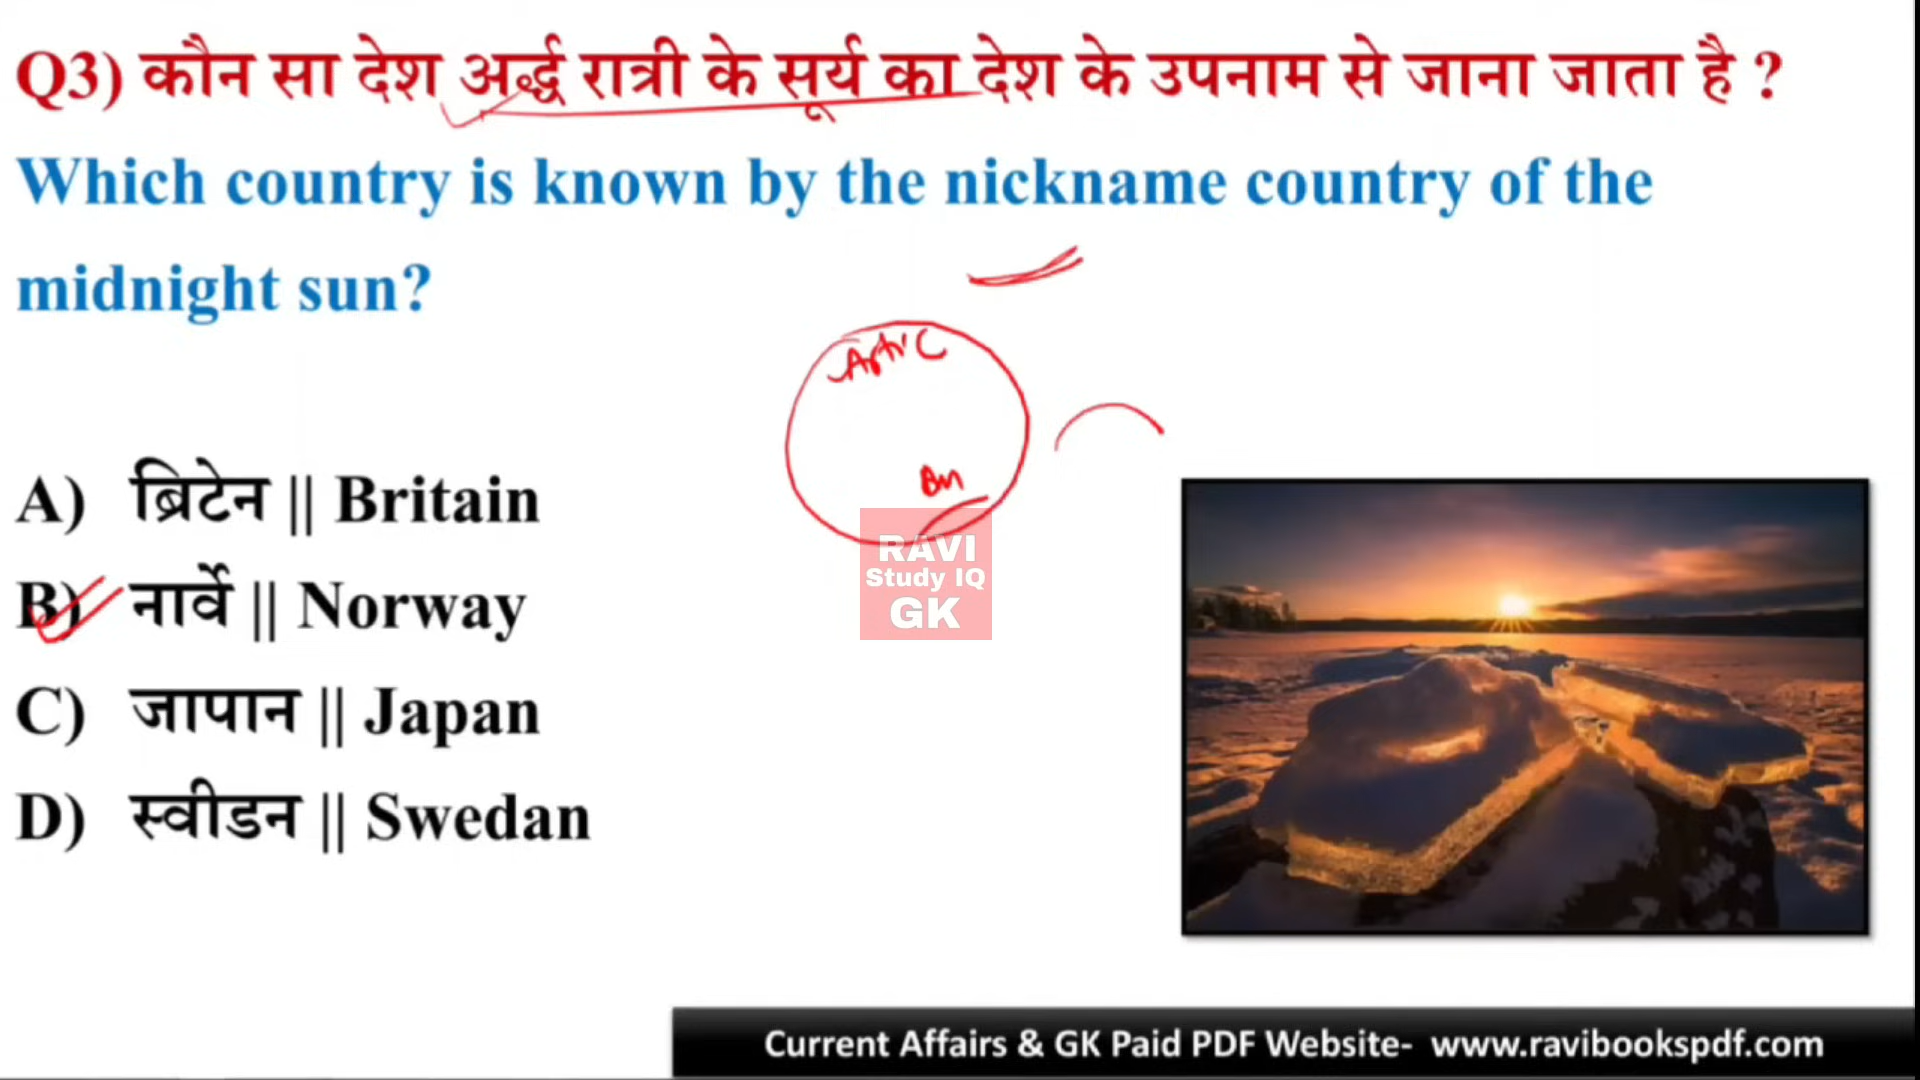 Q3) कौन सा देश अर्द्ध रात्री के सूर्य का देश के उपनाम से जाना जाता है ?
Which country is known by the nickname country of the
midnight sun?
A) ब्रिटेन || Britain
B) नार्वे || Norway
C) जापान || Japan
D) स्वीडन || Swedan
RAVI
Study IQ
GK
Current Affairs & GK Paid PDF Website- www.ravibookspdf.com